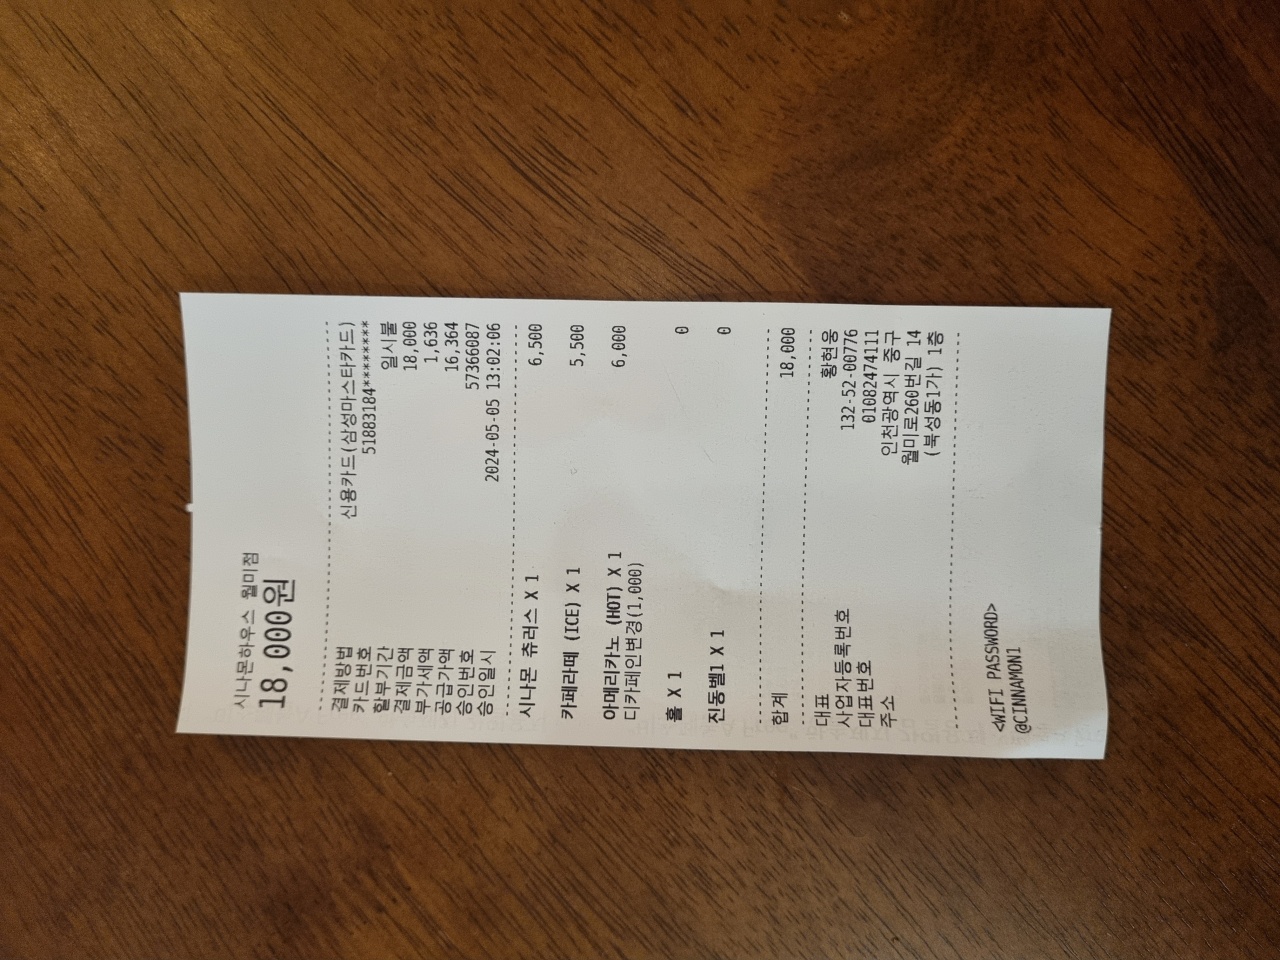 시나몬하우스 월미점
18,000원
결제방법 신용카드(삼성마스타카드)
카드번호 51883184*********
할부기간 일시불
결제금액 18,000
부가세액 1,636
공급가액 16,364
승인번호 57366087
승인일시 2024-05-05 13:02:06
시나몬 츄러스 X 1 6,500
카페라떼 (ICE) X 1 5,500
아메리카노 (HOT) X 1 6,000
디카페인변경(1,000)
홀 X 1 0
진동벨1 X 1 0
합계 18,000
대표 황현웅
사업자등록번호 132-52-00776
대표번호 01082474111
주소 인천광역시 중구
월미로260번길 14
(북성동1가) 1층
<WIFI PASSWORD>
@CINNAMON1